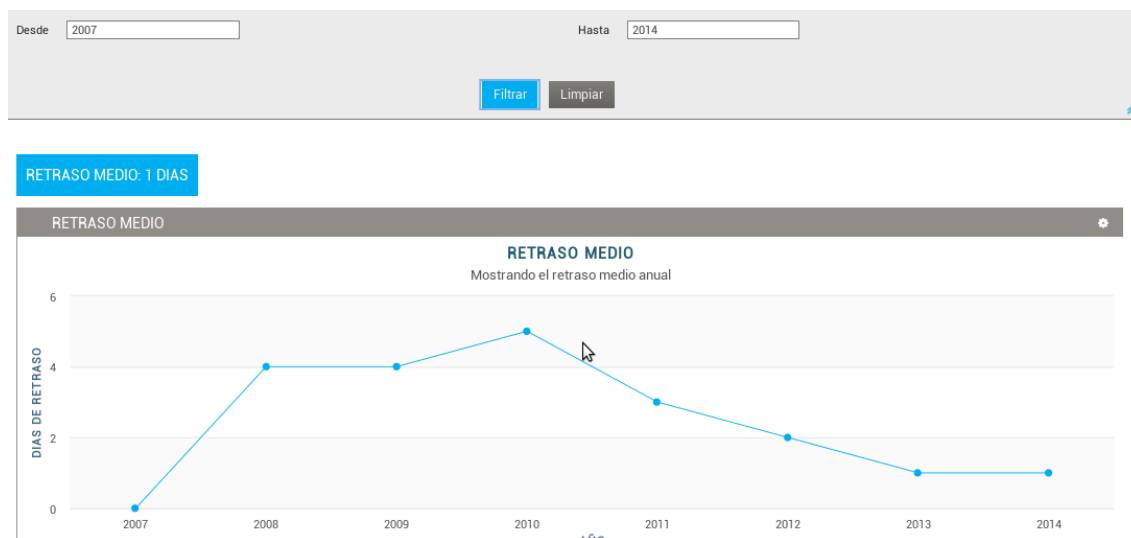 Desde 2007 Hasta 2014
Filtrar Limpiar
RETRASO MEDIO: 1 DIAS
RETRASO MEDIO
RETRASO MEDIO
Mostrando el retraso medio anual
DIAS DE RETRASO
6
4
2
0
2007 2008 2009 2010 2011 2012 2013 2014
AÑO